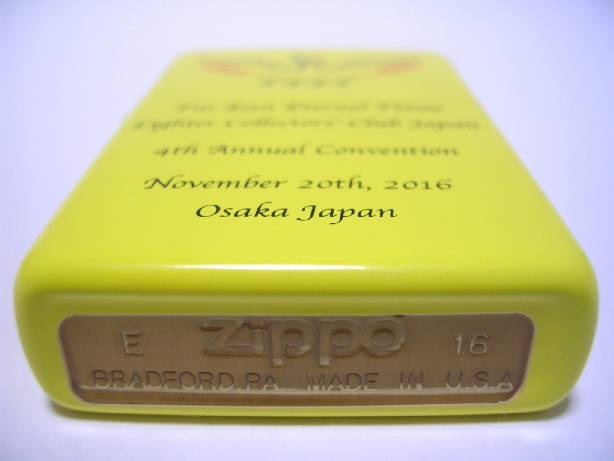 Far East Eternal Flame
Lighter Collectors' Club Japan
4th Annual Convention
November 20th, 2016
Osaka Japan
E Zippo 16
BRADFORD.PA. MADE IN U.S.A